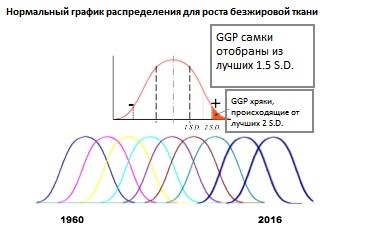 Нормальный график распределения для роста безжировой ткани
GGP самки
отобраны из
лучших 1.5 S.D.
GGP хряки,
происходящие от
лучших 2 S.D.
-
+
1 S.D.
2 S.D.
1960
2016